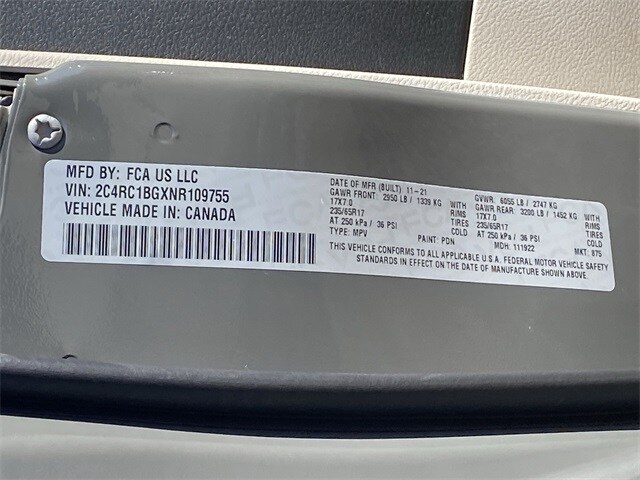 MFD BY: FCA US LLC
VIN: 2C4RC1BGXNR109755
VEHICLE MADE IN: CANADA
DATE OF MFR (BUILT) 11-21
GAWR FRONT: 2950 LB / 1339 KG WITH
17X7.0 RIMS
235/65R17 TIRES
AT 250 kPa / 36 PSI COLD
TYPE: MPV PAINT: PDN
GVWR: 6055 LB / 2747 KG
GAWR REAR: 3200 LB / 1452 KG WITH
17X7.0 RIMS
235/65R17 TIRES
AT 250 kPa / 36 PSI COLD
MDH: 111922 MKT: 875
THIS VEHICLE CONFORMS TO ALL APPLICABLE U.S.A. FEDERAL MOTOR VEHICLE SAFETY
STANDARDS IN EFFECT ON THE DATE OF MANUFACTURE SHOWN ABOVE.